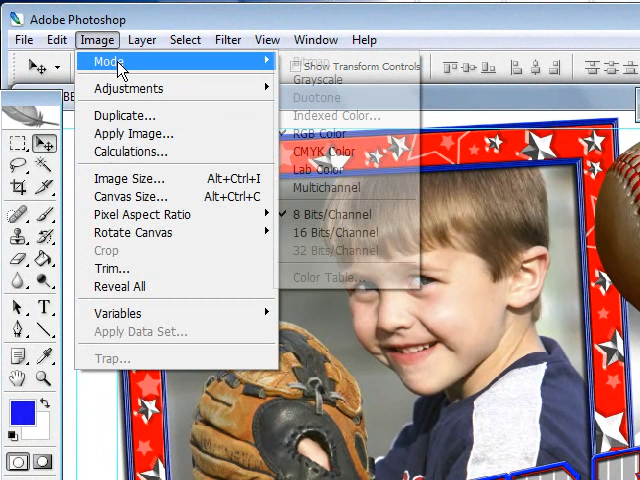 Adobe Photoshop
File Edit Image Layer Select Filter View Window Help
Mode
Show Transform Controls
Bitmap
Grayscale
Duotone
Indexed Color...
RGB Color
CMYK Color
Lab Color
Multichannel
8 Bits/Channel
16 Bits/Channel
32 Bits/Channel
Color Table...
Adjustments
Duplicate...
Apply Image...
Calculations...
Image Size... Alt+Ctrl+I
Canvas Size... Alt+Ctrl+C
Pixel Aspect Ratio
Rotate Canvas
Crop
Trim...
Reveal All
Variables
Apply Data Set...
Trap...